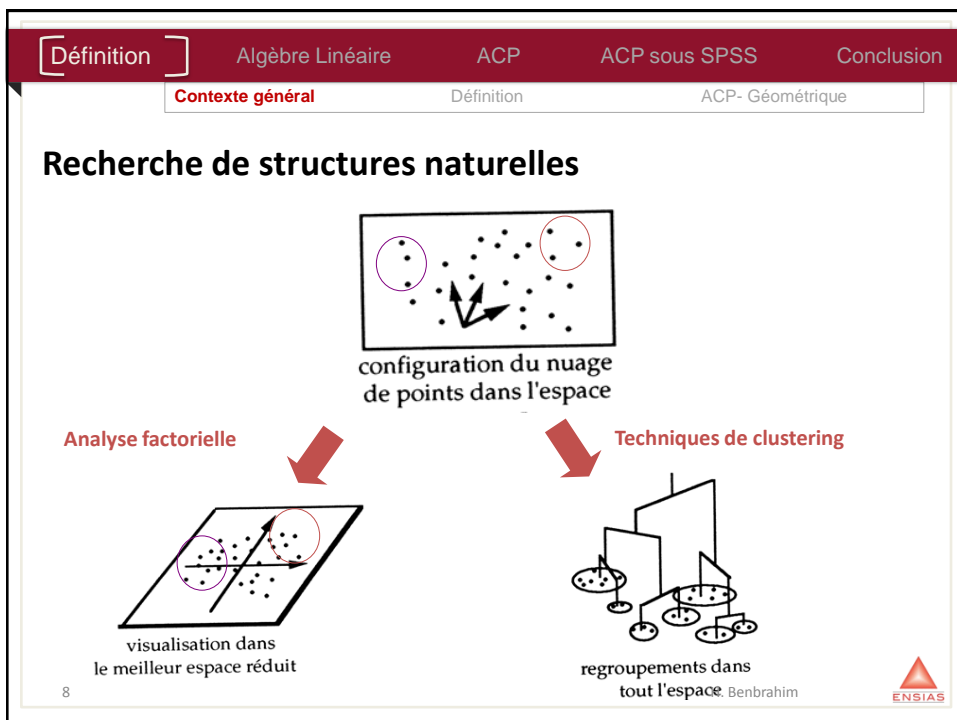 Définition Algèbre Linéaire ACP ACP sous SPSS Conclusion
Contexte général Définition ACP- Géométrique
Recherche de structures naturelles
configuration du nuage
de points dans l'espace
Analyse factorielle Techniques de clustering
visualisation dans
le meilleur espace réduit
regroupements dans
tout l'espace
8 Benbrahim
ENSIAS